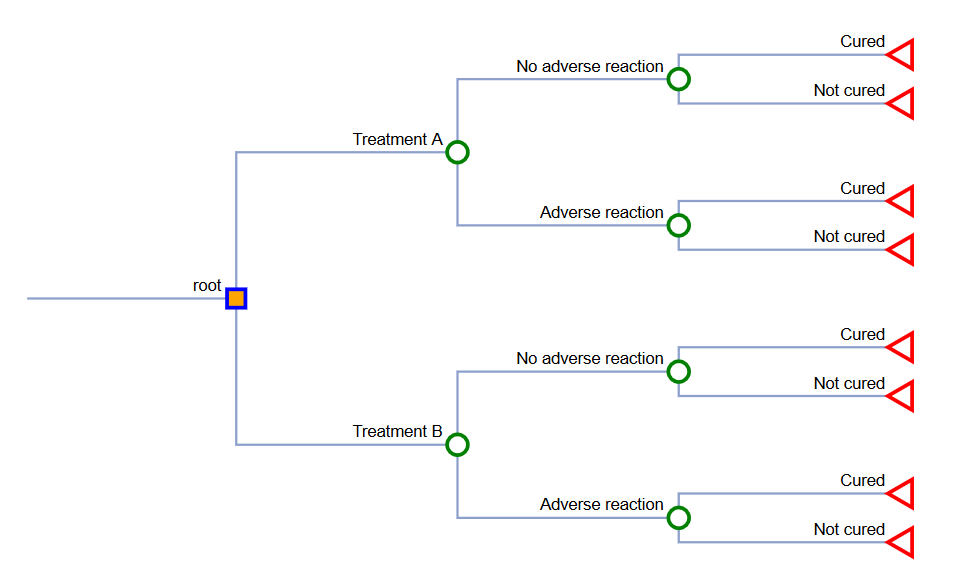 Cured
No adverse reaction
Not cured
Treatment A
Cured
Adverse reaction
Not cured
root
Cured
No adverse reaction
Not cured
Treatment B
Cured
Adverse reaction
Not cured